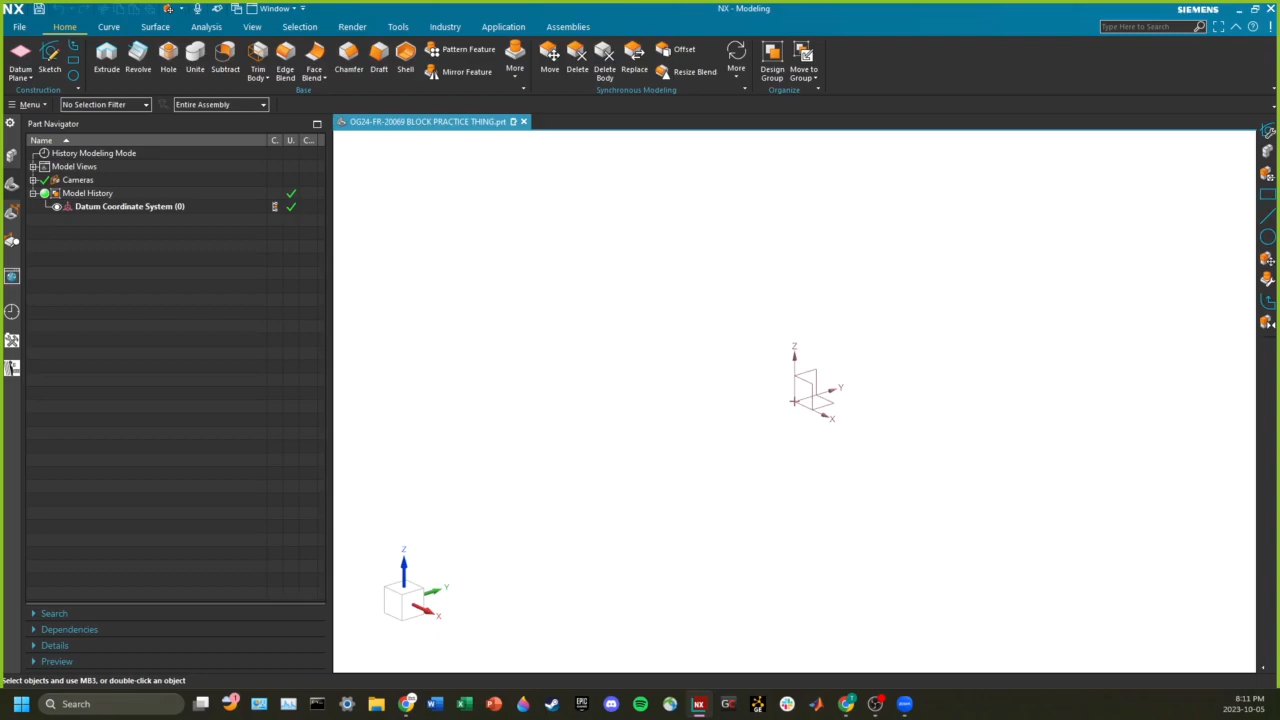 NX
Window
NX - Modeling
SIEMENS
File
Home
Curve
Surface
Analysis
View
Selection
Render
Tools
Industry
Application
Assemblies
Type Here to Search
Datum Plane
Sketch
Extrude
Revolve
Hole
Unite
Subtract
Trim Body
Edge Blend
Face Blend
Chamfer
Draft
Shell
Pattern Feature
Mirror Feature
More
Move
Delete
Delete Body
Replace
Offset
Resize Blend
More
Design Group
Move to Group
Construction
Base
Synchronous Modeling
Organize
Menu
No Selection Filter
Entire Assembly
Part Navigator
OG24-FR-20069 BLOCK PRACTICE THING.prt
Name
C.
U.
C...
History Modeling Mode
Model Views
Cameras
Model History
Datum Coordinate System (0)
Z
Y
X
Z
Y
X
Search
Dependencies
Details
Preview
Select objects and use MB3, or double-click an object
Search
8:11 PM
2023-10-05